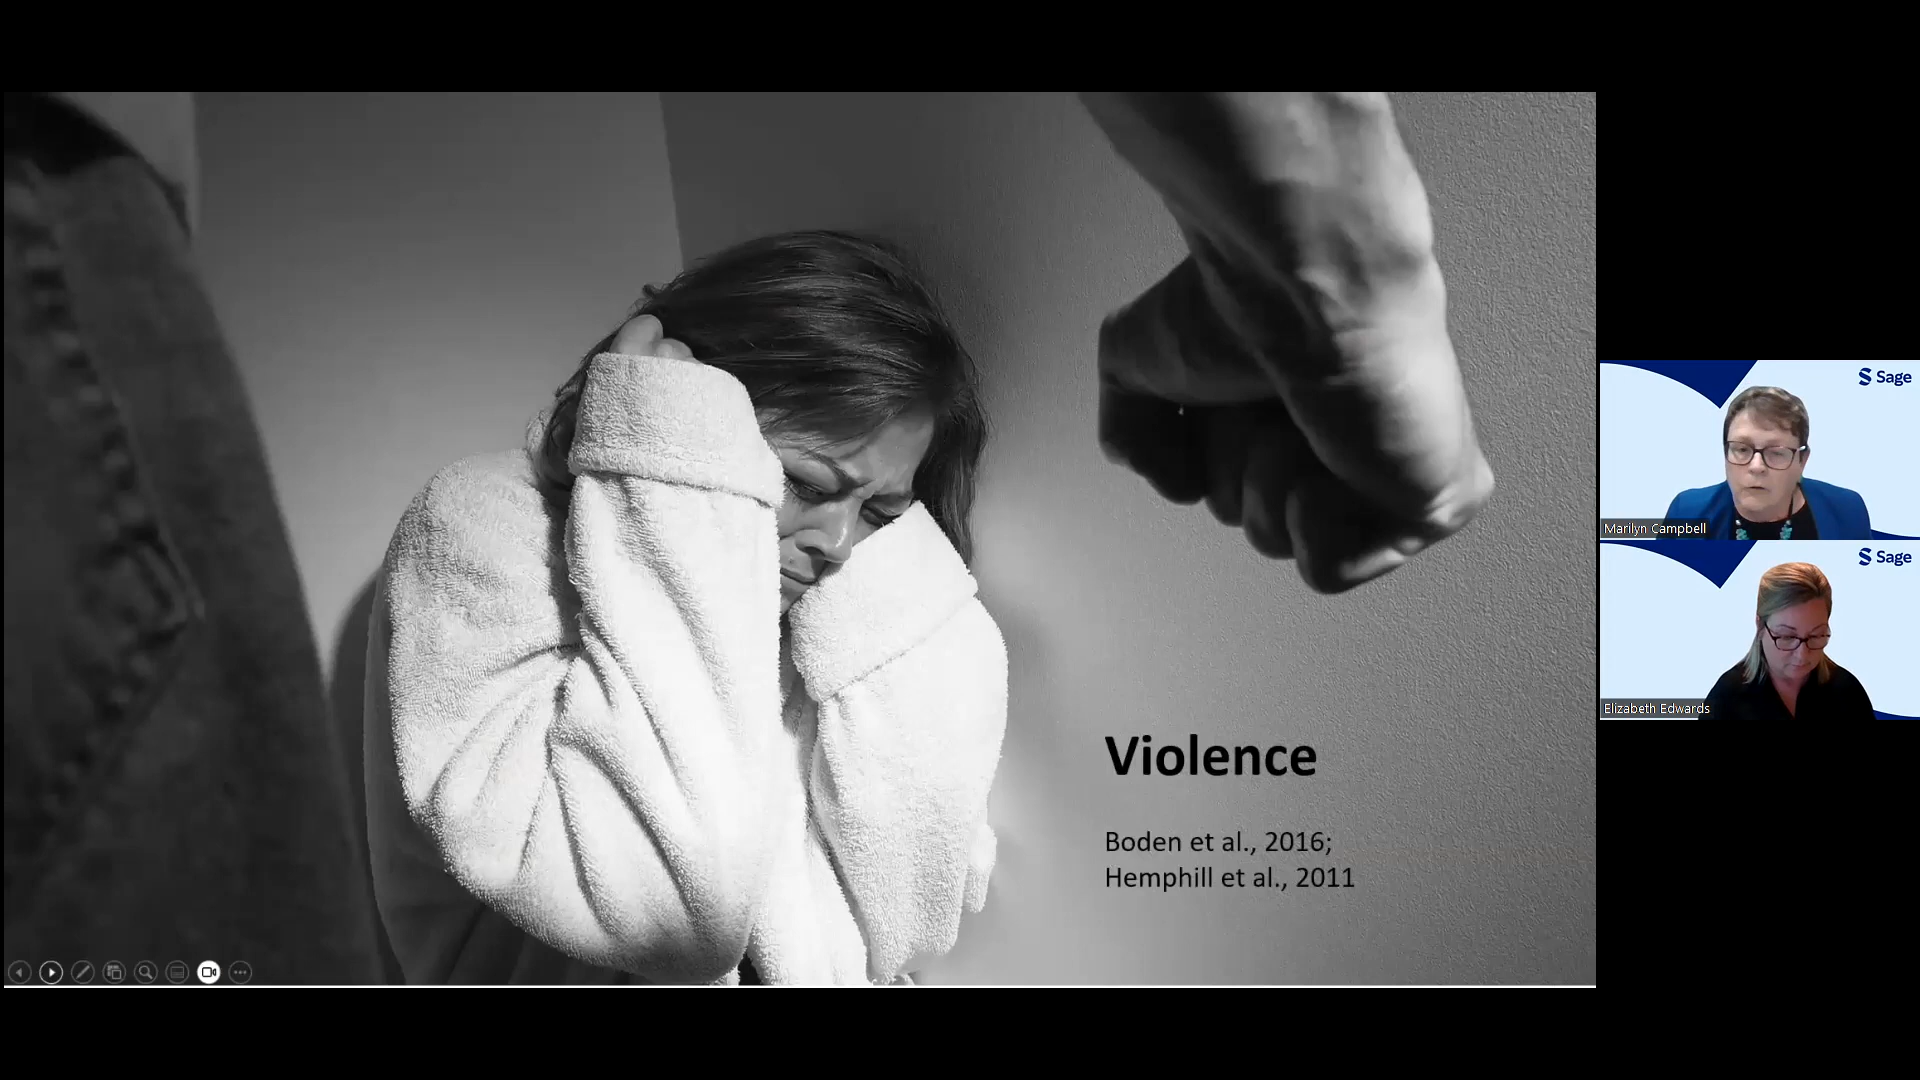 Violence
Boden et al., 2016;
Hemphill et al., 2011
Sage
Marilyn Campbell
Sage
Elizabeth Edwards